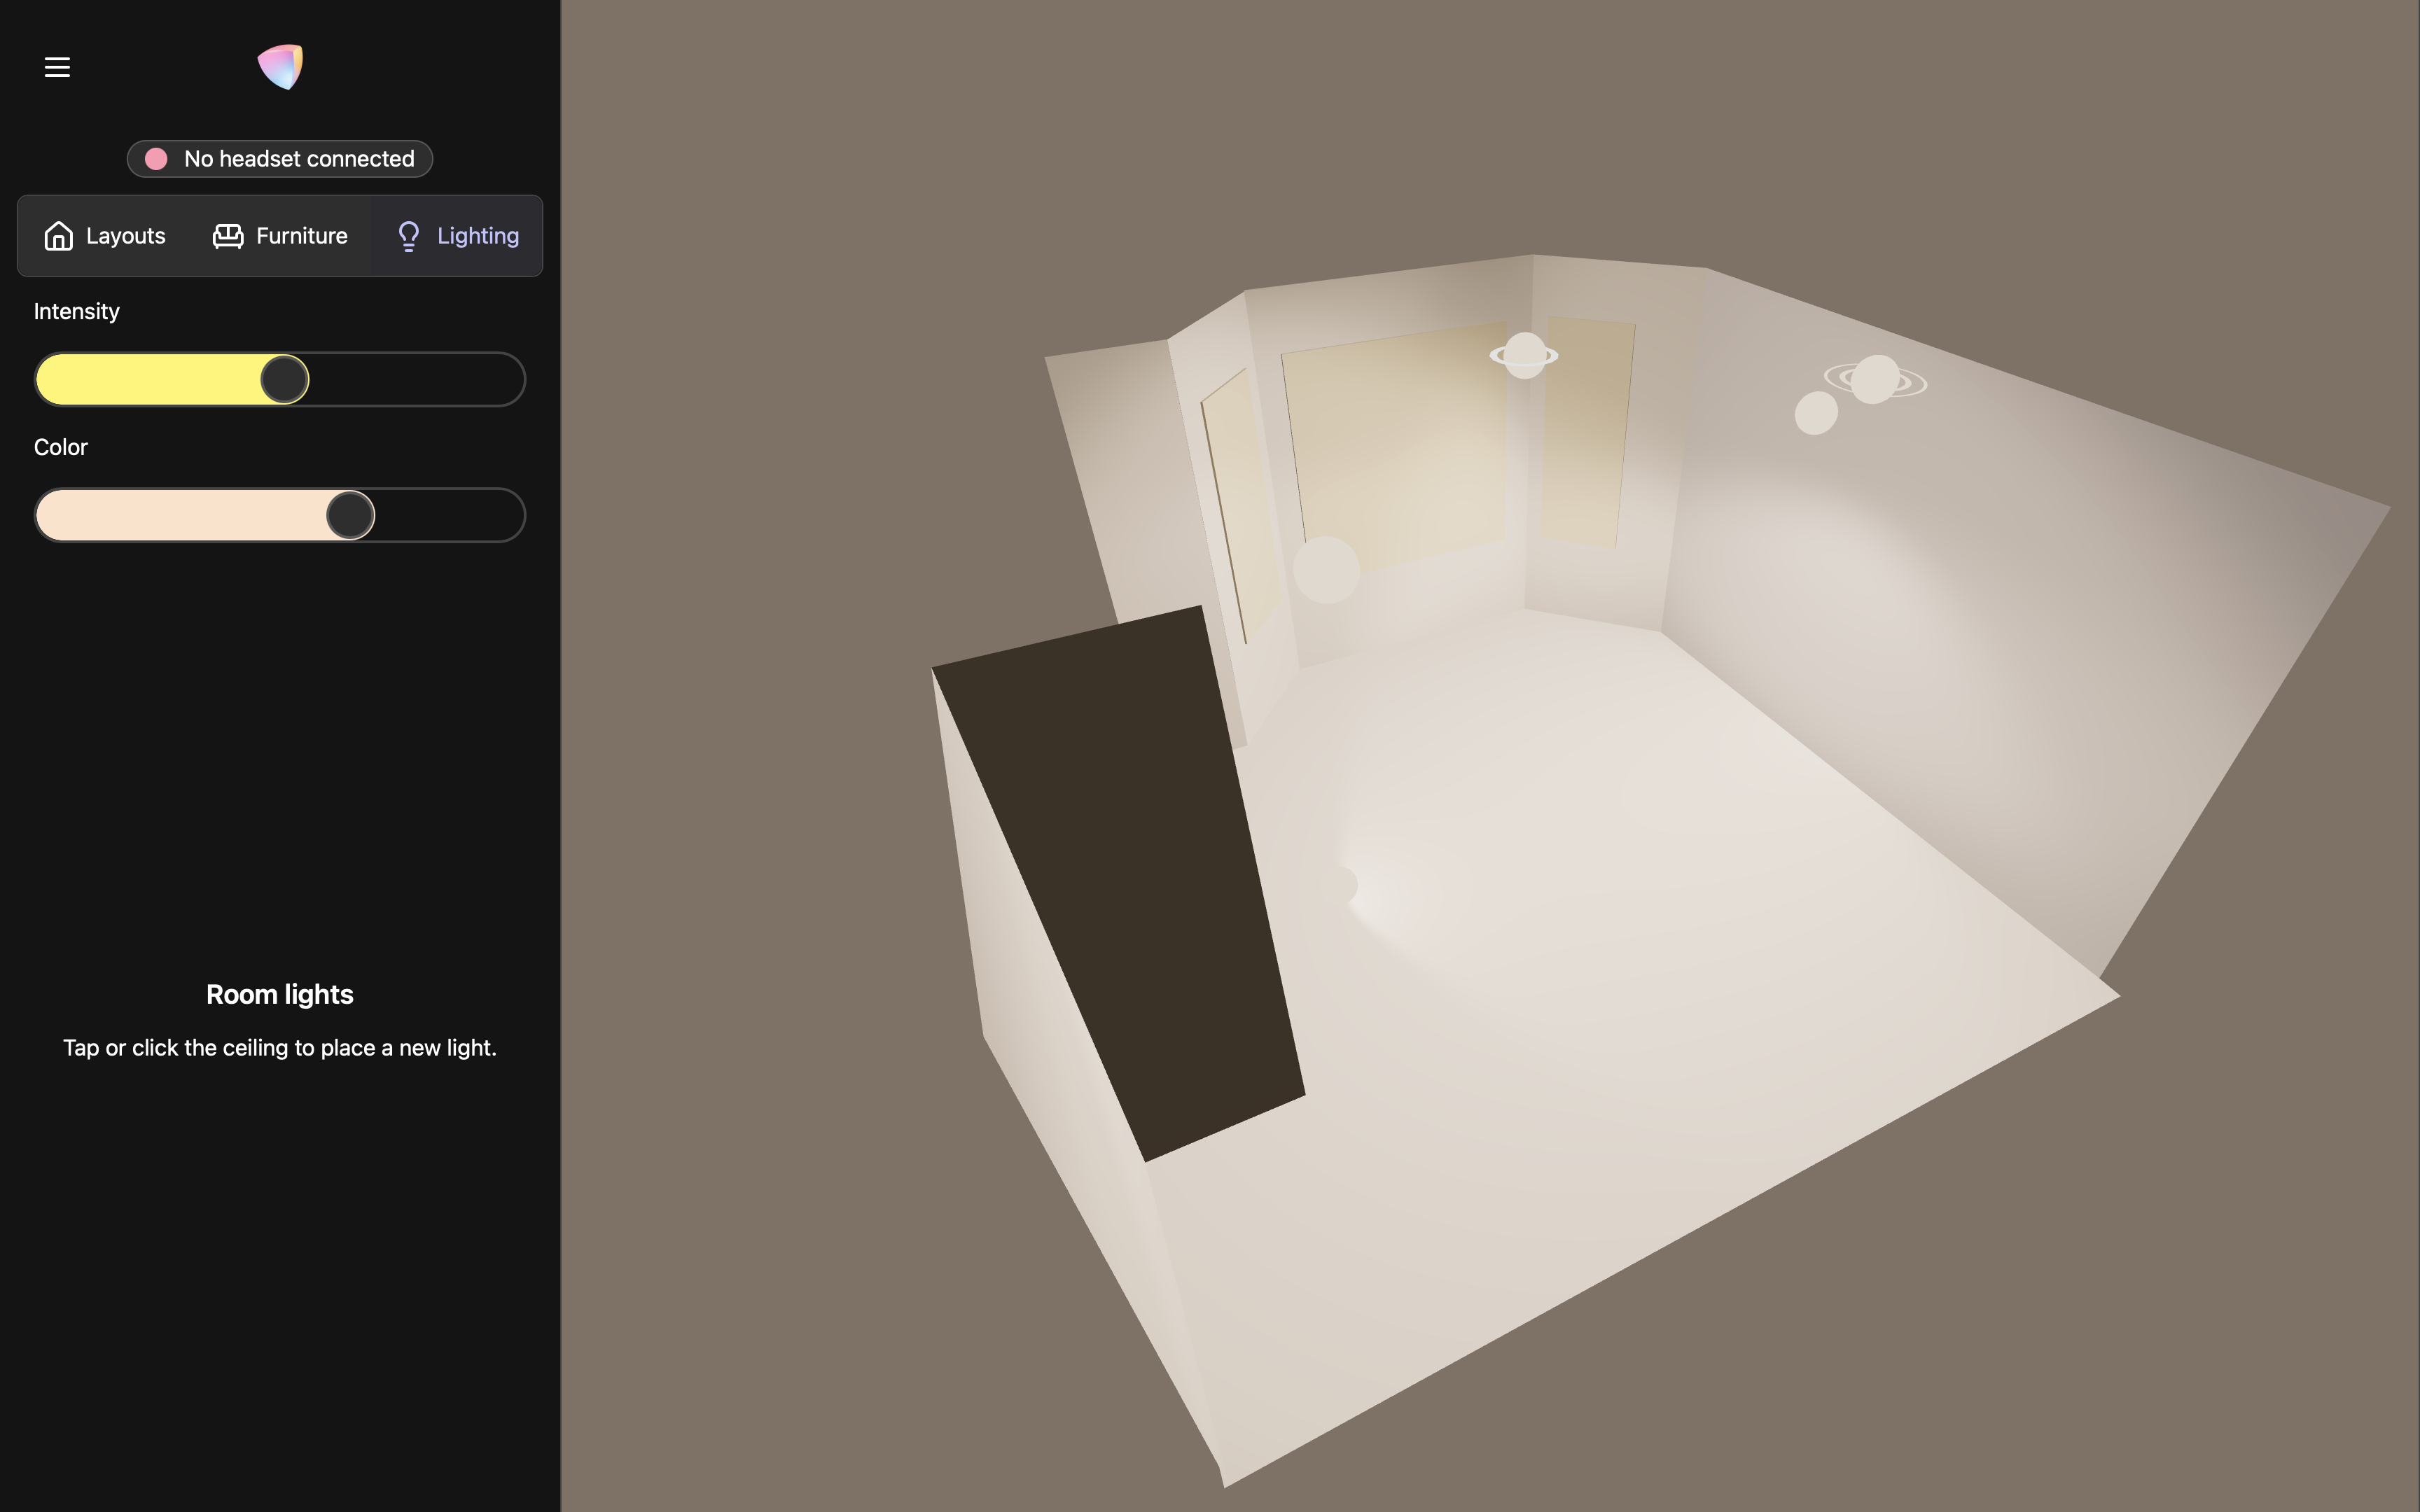 No headset connected
Layouts
Furniture
Lighting
Intensity
Color
Room lights
Tap or click the ceiling to place a new light.